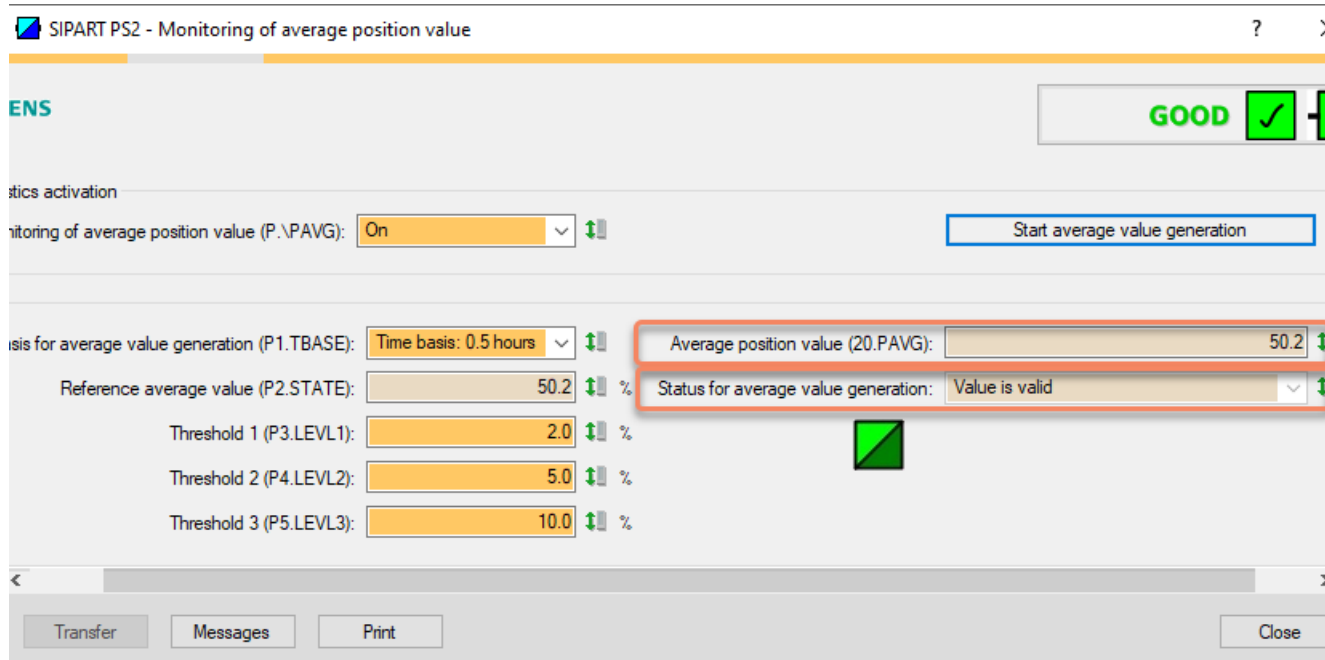 SIPART PS2 - Monitoring of average position value ?
ENS
GOOD
stics activation
nitoring of average position value (P.\PAVG): On Start average value generation
sis for average value generation (P1.TBASE): Time basis: 0.5 hours Average position value (20.PAVG): 50.2
Reference average value (P2.STATE): 50.2 % Status for average value generation: Value is valid
Threshold 1 (P3.LEVL1): 2.0 %
Threshold 2 (P4.LEVL2): 5.0 %
Threshold 3 (P5.LEVL3): 10.0 %
Transfer Messages Print Close